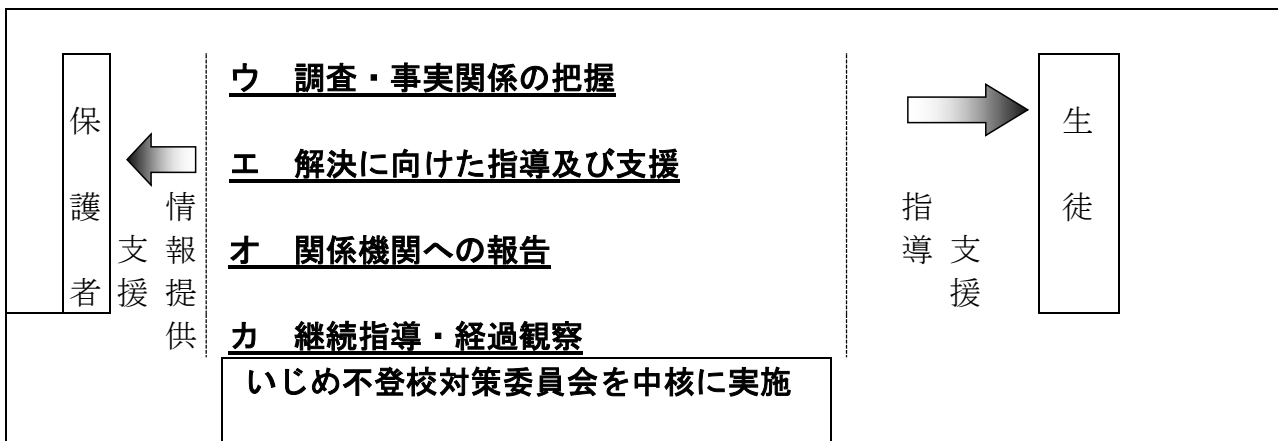 保護者
情報提供
支援
ウ　調査・事実関係の把握
エ　解決に向けた指導及び支援
オ　関係機関への報告
カ　継続指導・経過観察
いじめ不登校対策委員会を中核に実施
指導
支援
生徒